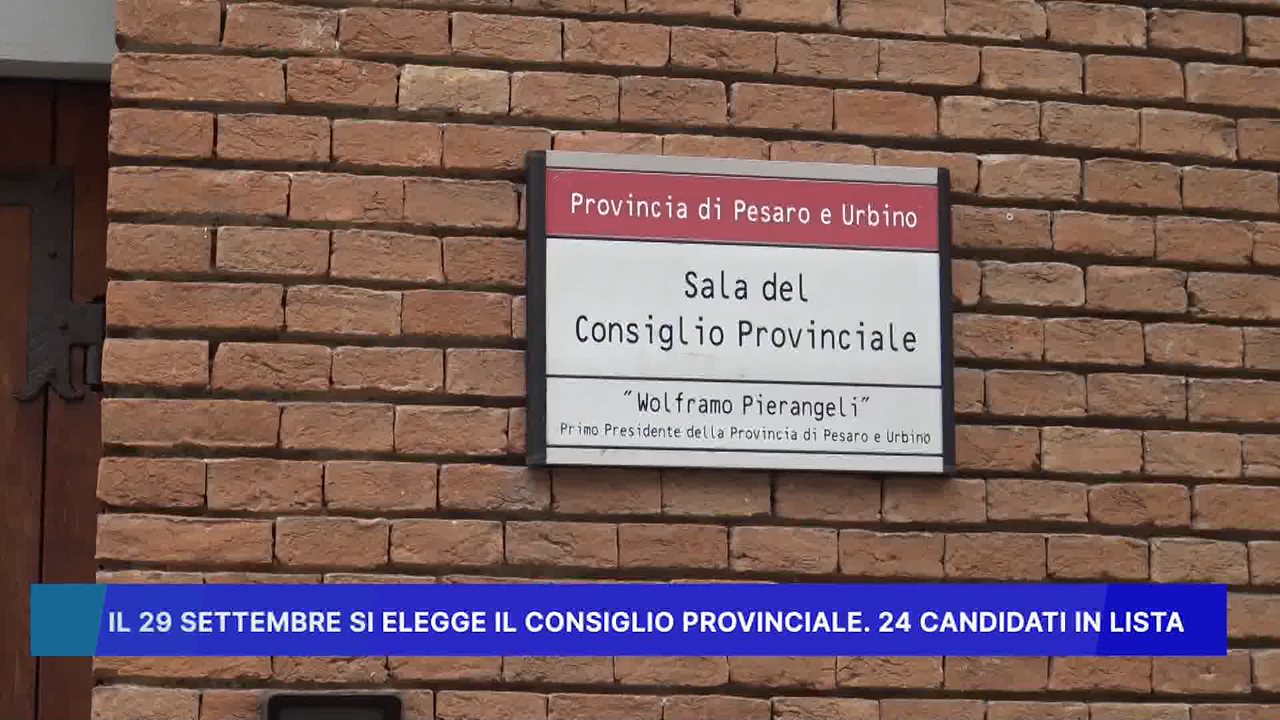 Provincia di Pesaro e Urbino
Sala del
Consiglio Provinciale
"Wolframo Pierangeli"
Primo Presidente della Provincia di Pesaro e Urbino
IL 29 SETTEMBRE SI ELEGGE IL CONSIGLIO PROVINCIALE. 24 CANDIDATI IN LISTA